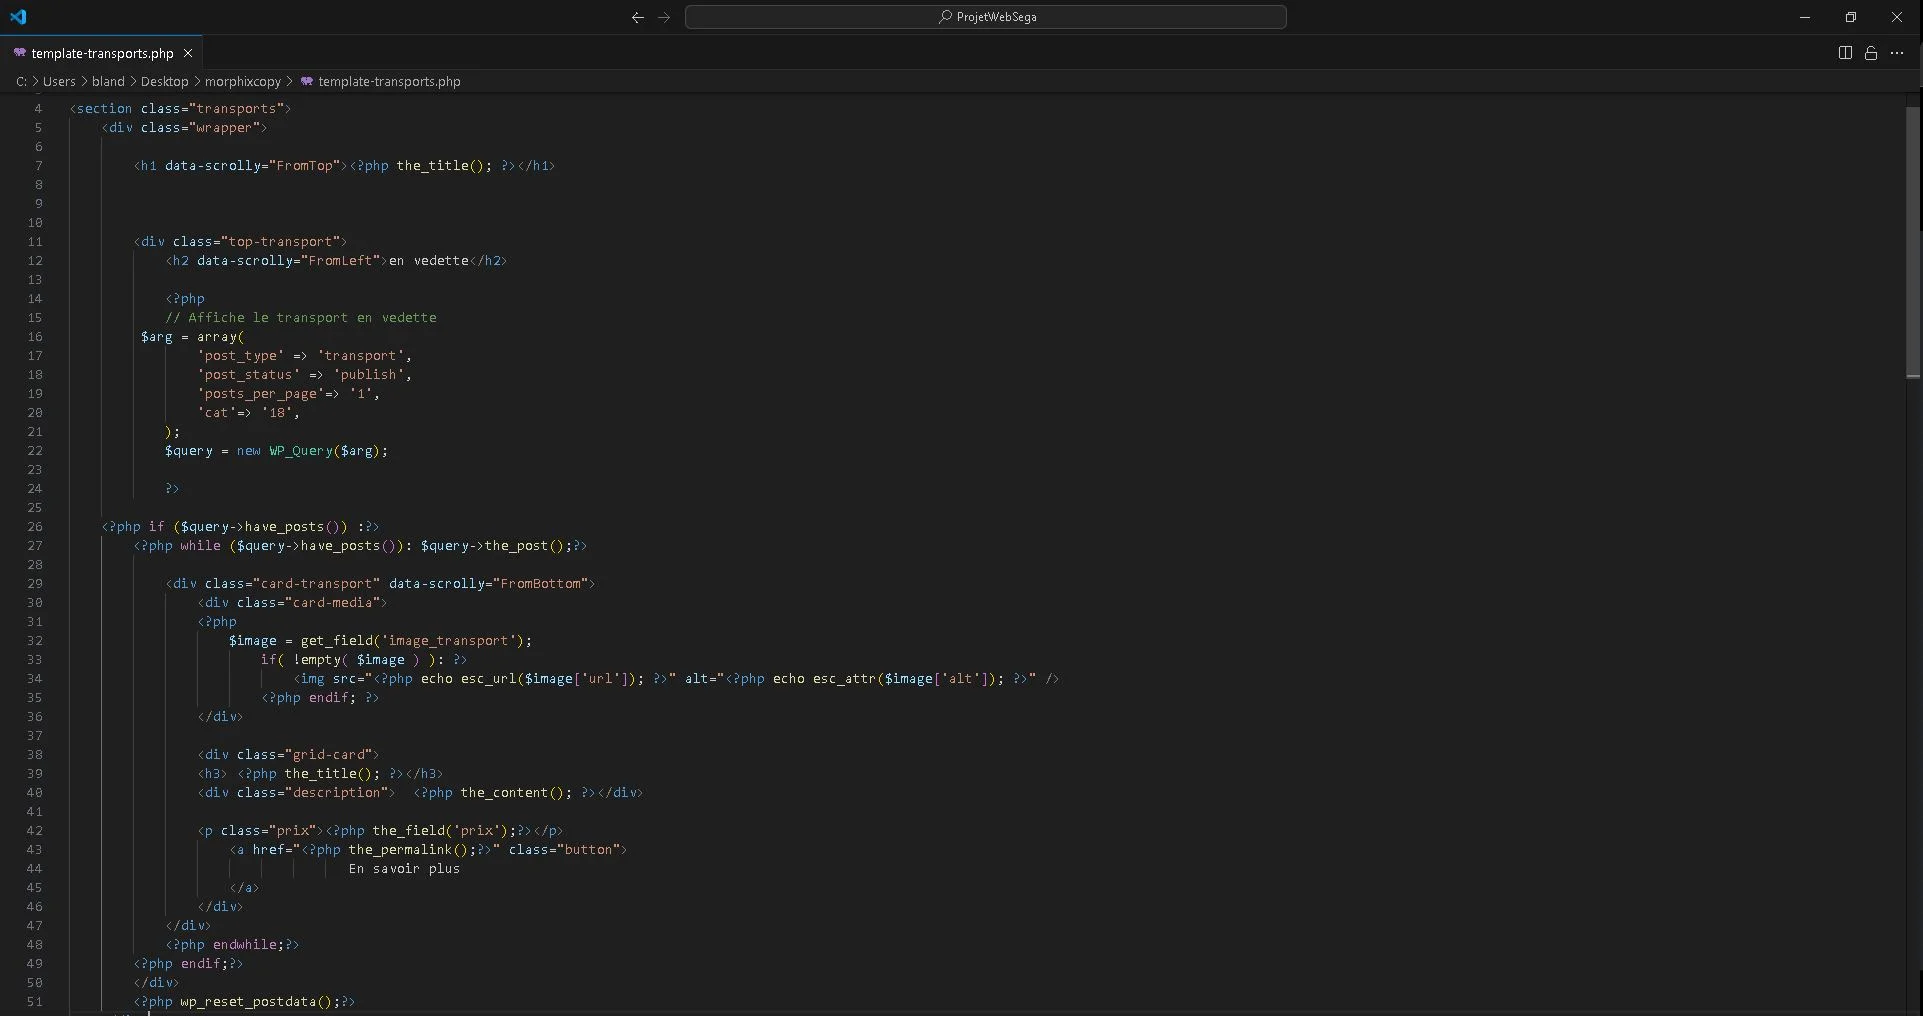 ProjetWebSega
template-transports.php
C: > Users > bland > Desktop > morphixcopy > template-transports.php
4 <section class="transports">
5 <div class="wrapper">
6
7 <h1 data-scrolly="FromTop"><?php the_title(); ?></h1>
8
9
10
11 <div class="top-transport">
12 <h2 data-scrolly="FromLeft">en vedette</h2>
13
14 <?php
15 // Affiche le transport en vedette
16 $arg = array(
17 'post_type' => 'transport',
18 'post_status' => 'publish',
19 'posts_per_page'=> '1',
20 'cat'=> '18',
21 );
22 $query = new WP_Query($arg);
23
24 ?>
25
26 <?php if ($query->have_posts()) :?>
27 <?php while ($query->have_posts()): $query->the_post();?>
28
29 <div class="card-transport" data-scrolly="FromBottom">
30 <div class="card-media">
31 <?php
32 $image = get_field('image_transport');
33 if( !empty( $image ) ): ?>
34 <img src="<?php echo esc_url($image['url']); ?>" alt="<?php echo esc_attr($image['alt']); ?>" />
35 <?php endif; ?>
36 </div>
37
38 <div class="grid-card">
39 <h3> <?php the_title(); ?></h3>
40 <div class="description">  <?php the_content(); ?></div>
41
42 <p class="prix"><?php the_field('prix');?></p>
43 <a href="<?php the_permalink();?>" class="button">
44 En savoir plus
45 </a>
46 </div>
47 </div>
48 <?php endwhile;?>
49 <?php endif;?>
50 </div>
51 <?php wp_reset_postdata();?>